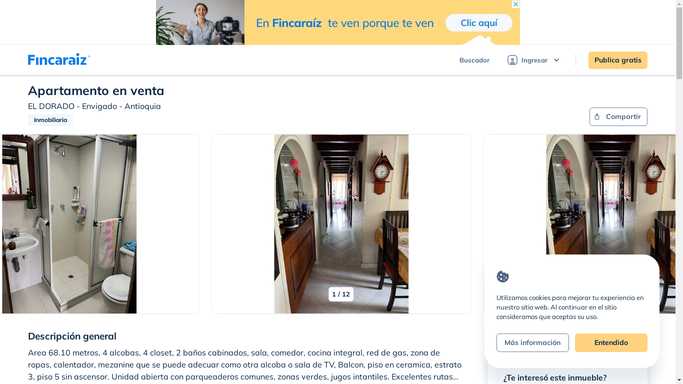 En Fincaraíz te ven porque te ven
Clic aquí
Fincaraiz
Buscador
Ingresar
Publica gratis
Apartamento en venta
EL DORADO - Envigado - Antioquia
Inmobiliaria
Compartir
1 / 12
Utilizamos cookies para mejorar tu experiencia en
nuestro sitio web. Al continuar en el sitio
consideramos que aceptas su uso.
Más información
Entendido
Descripción general
Area 68.10 metros, 4 alcobas, 4 closet, 2 baños cabinados, sala, comedor, cocina integral, red de gas, zona de
ropas, calentador, mezanine que se puede adecuar como otra alcoba o sala de TV, Balcon, piso en ceramica, estrato
3, piso 5 sin ascensor. Unidad abierta con parqueaderos comunes, zonas verdes, jugos intantiles. Excelentes rutas...
¿Te interesó este inmueble?